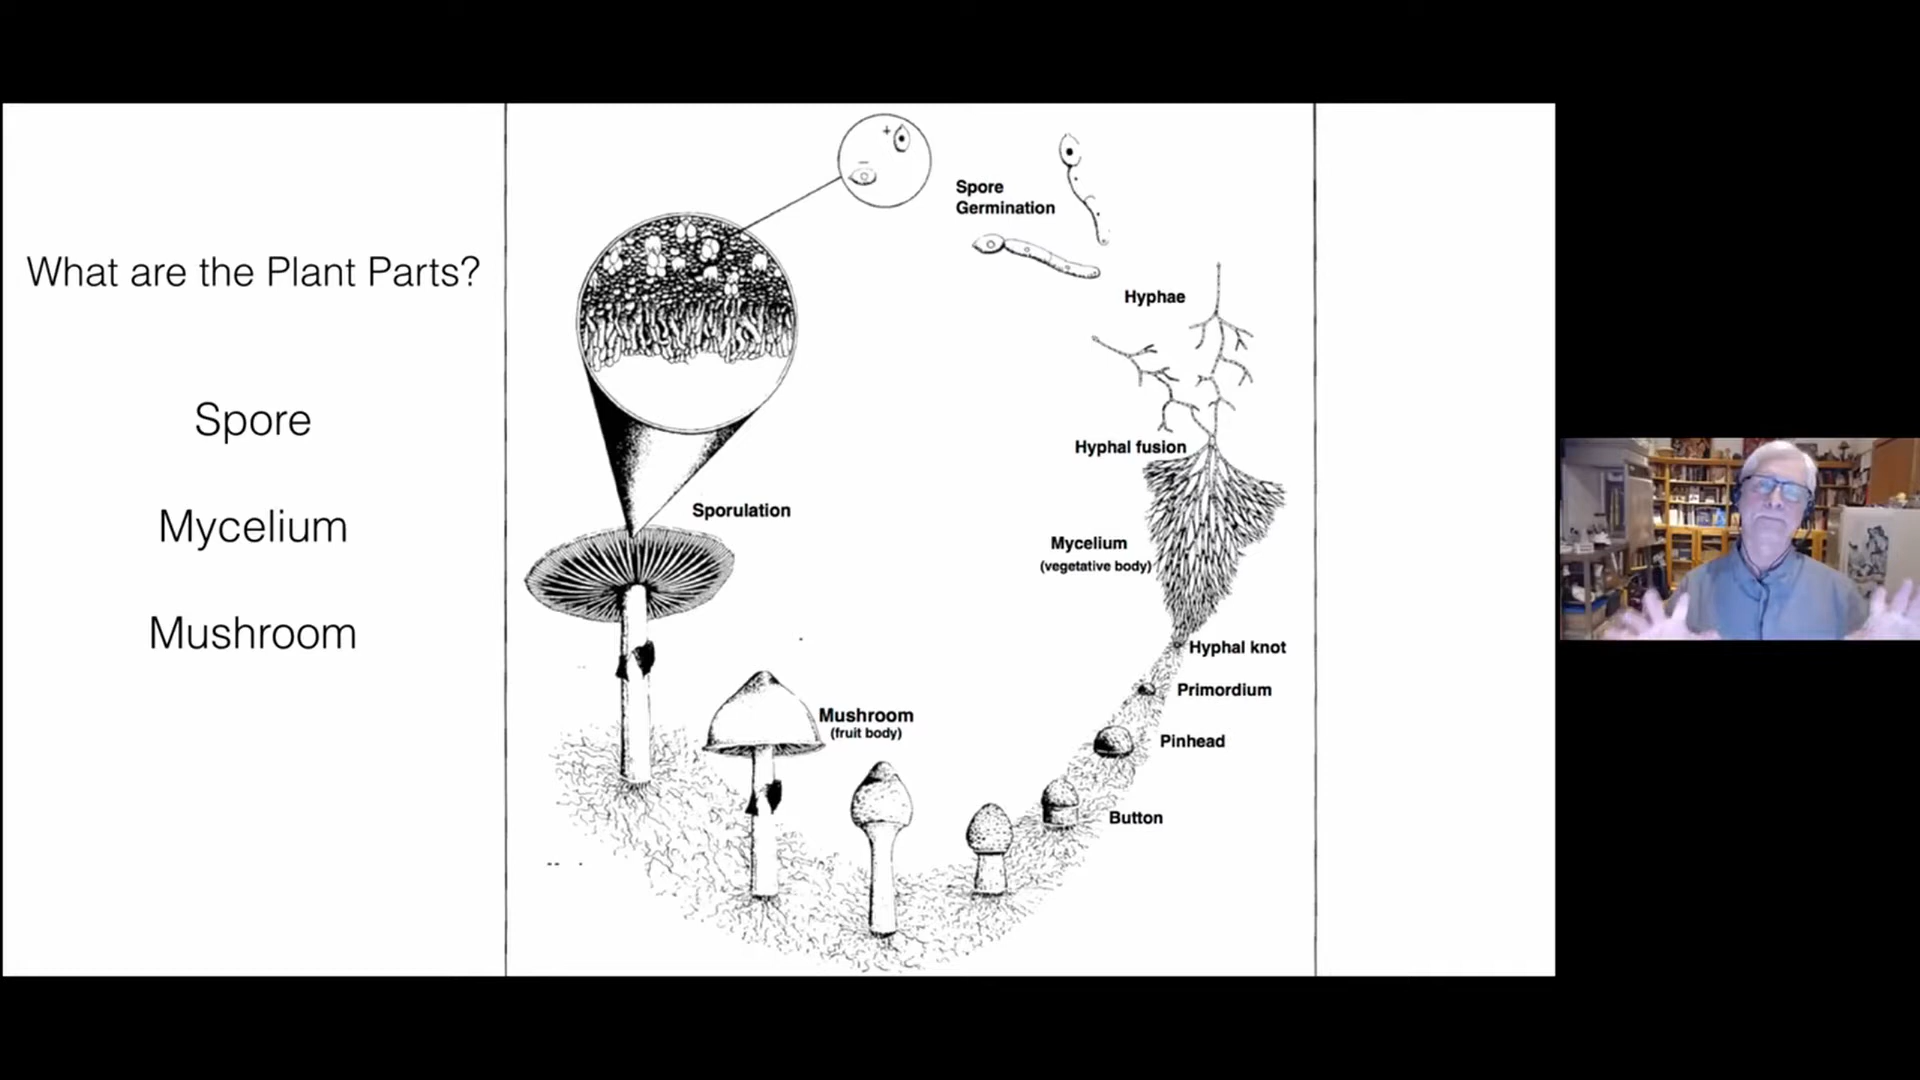 What are the Plant Parts?
Spore
Mycelium
Mushroom
+
−
Spore
Germination
Hyphae
Hyphal fusion
Sporulation
Mycelium
(vegetative body)
Hyphal knot
Primordium
Mushroom
(fruit body)
Pinhead
Button